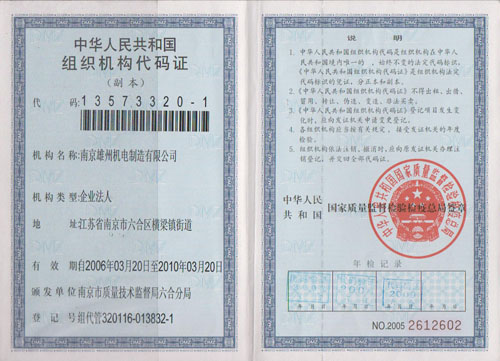 中华人民共和国
组织机构代码证
（副本）
代 码:13573320-1
机构名称:南京雄州机电制造有限公司
机构类型:企业法人
地 址:江苏省南京市六合区横梁镇街道
有 效 期自2006年03月20日至2010年03月20日
颁发单位:南京市质量技术监督局六合分局
登 记 号组代管320116-013832-1
说 明
1. 中华人民共和国组织机构代码是组织机构在中华人
民共和国境内唯一的、始终不变的法定代码标识，
《中华人民共和国组织机构代码证》是组织机构法定
代码标识的凭证，分正本和副本。
2. 《中华人民共和国组织机构代码证》不得出租、出借、
冒用、转让、伪造、变造、非法买卖。
3. 《中华人民共和国组织机构代码证》登记项目发生变
化时，应向发证机关申请变更登记。
4. 各组织机构应当按有关规定，接受发证机关的年度
检验。
5. 组织机构依法注销、撤消时，应向原发证机关办理注
销登记，并交回全部代码证。
中华人民
共和国
国家质量监督检验检疫总局签章
年检记录
NO.2005 2612602